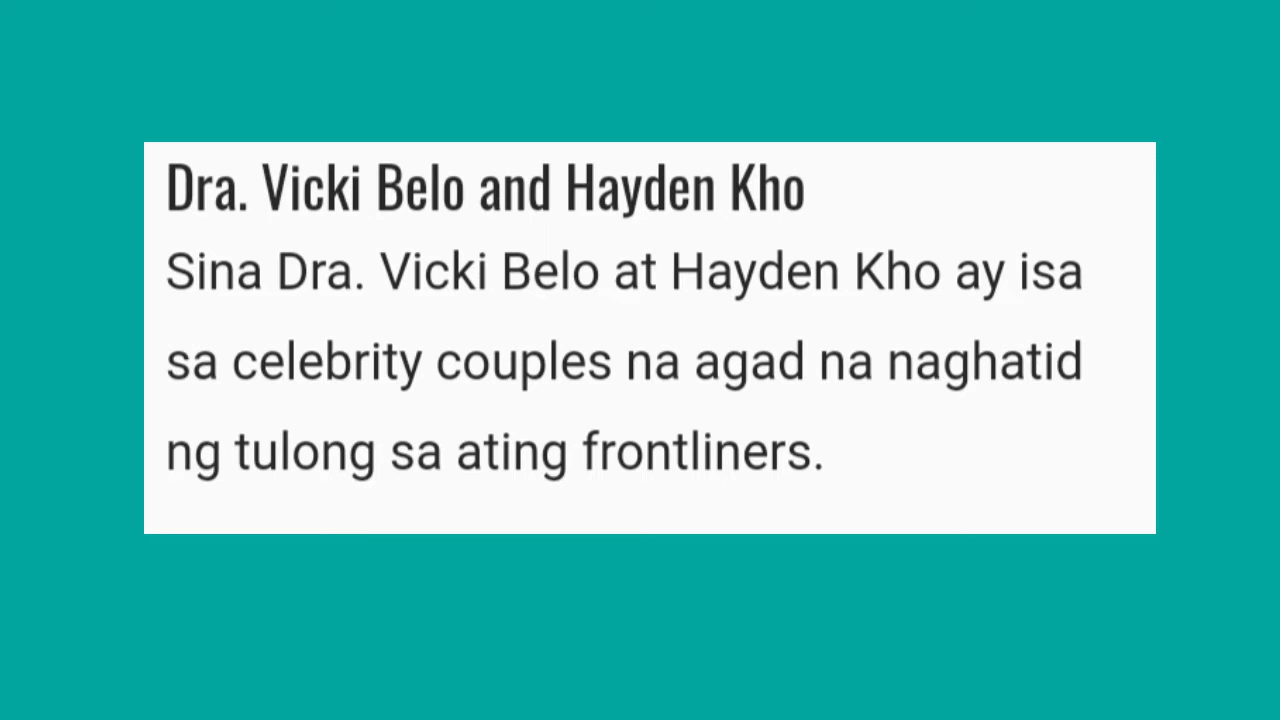 Dra. Vicki Belo and Hayden Kho
Sina Dra. Vicki Belo at Hayden Kho ay isa
sa celebrity couples na agad na naghatid
ng tulong sa ating frontliners.